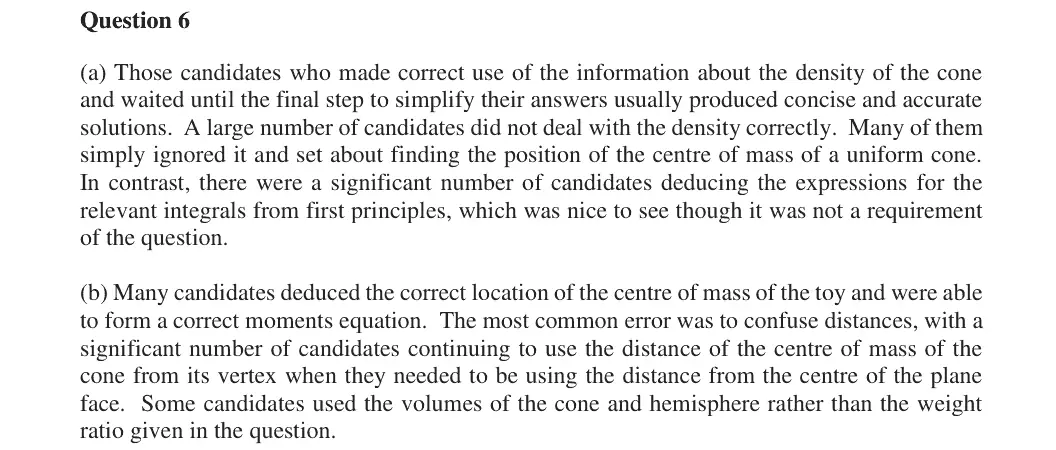 Question 6
(a) Those candidates who made correct use of the information about the density of the cone
and waited until the final step to simplify their answers usually produced concise and accurate
solutions. A large number of candidates did not deal with the density correctly. Many of them
simply ignored it and set about finding the position of the centre of mass of a uniform cone.
In contrast, there were a significant number of candidates deducing the expressions for the
relevant integrals from first principles, which was nice to see though it was not a requirement
of the question.
(b) Many candidates deduced the correct location of the centre of mass of the toy and were able
to form a correct moments equation. The most common error was to confuse distances, with a
significant number of candidates continuing to use the distance of the centre of mass of the
cone from its vertex when they needed to be using the distance from the centre of the plane
face. Some candidates used the volumes of the cone and hemisphere rather than the weight
ratio given in the question.